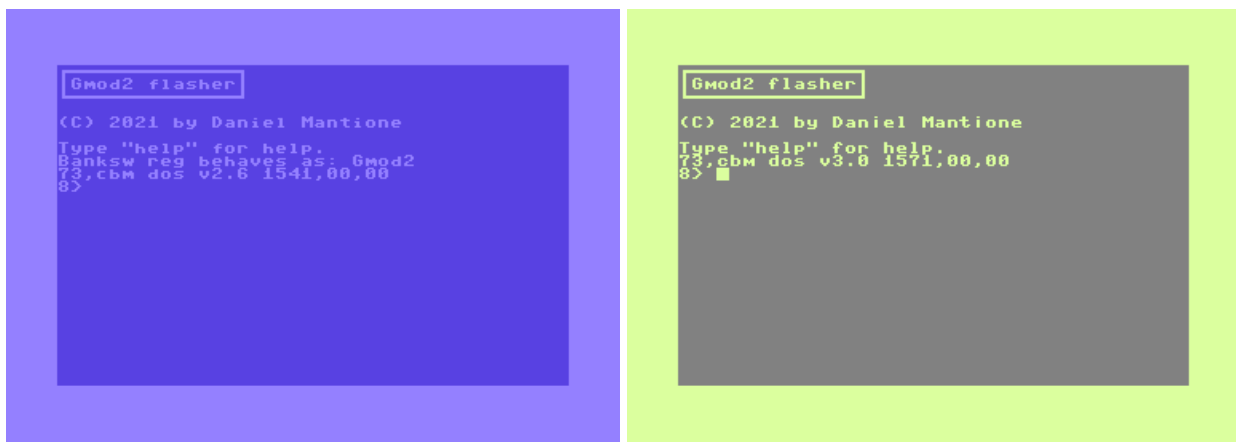 Gmod2 flasher
(C) 2021 by Daniel Mantione
Type "help" for help.
Banksw reg behaves as: Gmod2
73,cbm dos v2.6 1541,00,00
8>
Gmod2 flasher
(C) 2021 by Daniel Mantione
Type "help" for help.
73,cbm dos v3.0 1571,00,00
8>